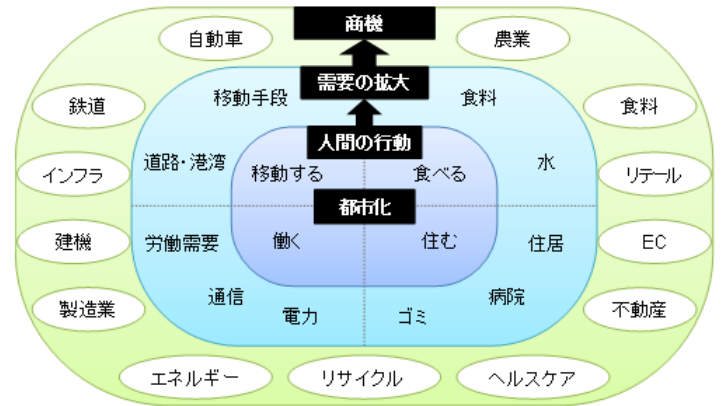 商機
自動車
農業
需要の拡大
移動手段
食料
鉄道
食料
人間の行動
道路・港湾
移動する
食べる
水
インフラ
リテール
都市化
建機
労働需要
働く
住む
住居
EC
通信
病院
製造業
電力
ゴミ
不動産
エネルギー
リサイクル
ヘルスケア